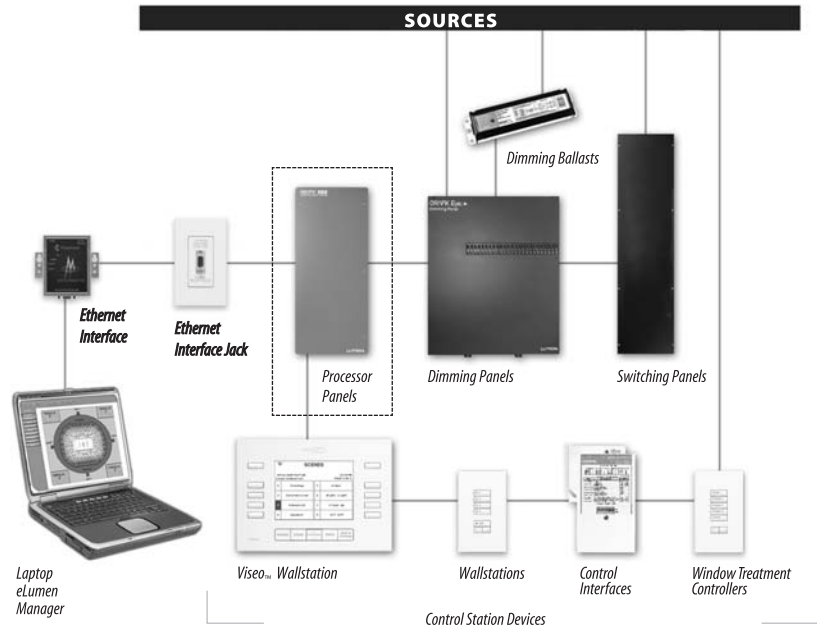 SOURCES
Dimming Ballasts
Ethernet
Interface
Ethernet
Interface Jack
Processor
Panels
Dimming Panels
Switching Panels
SCENES
Laptop
eLumen
Manager
Viseo™ Wallstation
Wallstations
Control
Interfaces
Window Treatment
Controllers
Control Station Devices